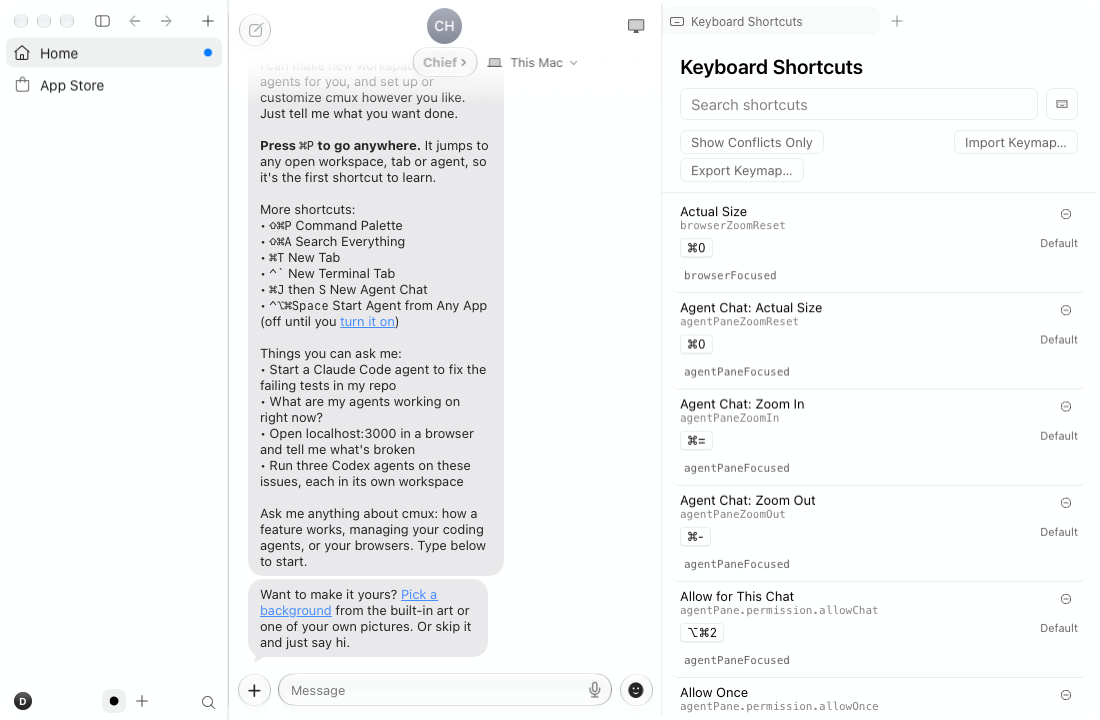 Home
App Store
D
CH
Chief ›
This Mac
I can make new workspac
agents for you, and set up or
customize cmux however you like.
Just tell me what you want done.
Press ⌘P to go anywhere. It jumps to
any open workspace, tab or agent, so
it's the first shortcut to learn.
More shortcuts:
• ⇧⌘P Command Palette
• ⇧⌘A Search Everything
• ⌘T New Tab
• ^` New Terminal Tab
• ⌘J then S New Agent Chat
• ^⌥⌘Space Start Agent from Any App
(off until you turn it on)
Things you can ask me:
• Start a Claude Code agent to fix the
failing tests in my repo
• What are my agents working on
right now?
• Open localhost:3000 in a browser
and tell me what's broken
• Run three Codex agents on these
issues, each in its own workspace
Ask me anything about cmux: how a
feature works, managing your coding
agents, or your browsers. Type below
to start.
Want to make it yours? Pick a
background from the built-in art or
one of your own pictures. Or skip it
and just say hi.
Message
Keyboard Shortcuts
Keyboard Shortcuts
Search shortcuts
Show Conflicts Only
Import Keymap...
Export Keymap...
Actual Size
browserZoomReset
⌘0
Default
browserFocused
Agent Chat: Actual Size
agentPaneZoomReset
⌘0
Default
agentPaneFocused
Agent Chat: Zoom In
agentPaneZoomIn
⌘=
Default
agentPaneFocused
Agent Chat: Zoom Out
agentPaneZoomOut
⌘-
Default
agentPaneFocused
Allow for This Chat
agentPane.permission.allowChat
⌥⌘2
Default
agentPaneFocused
Allow Once
agentPane.permission.allowOnce